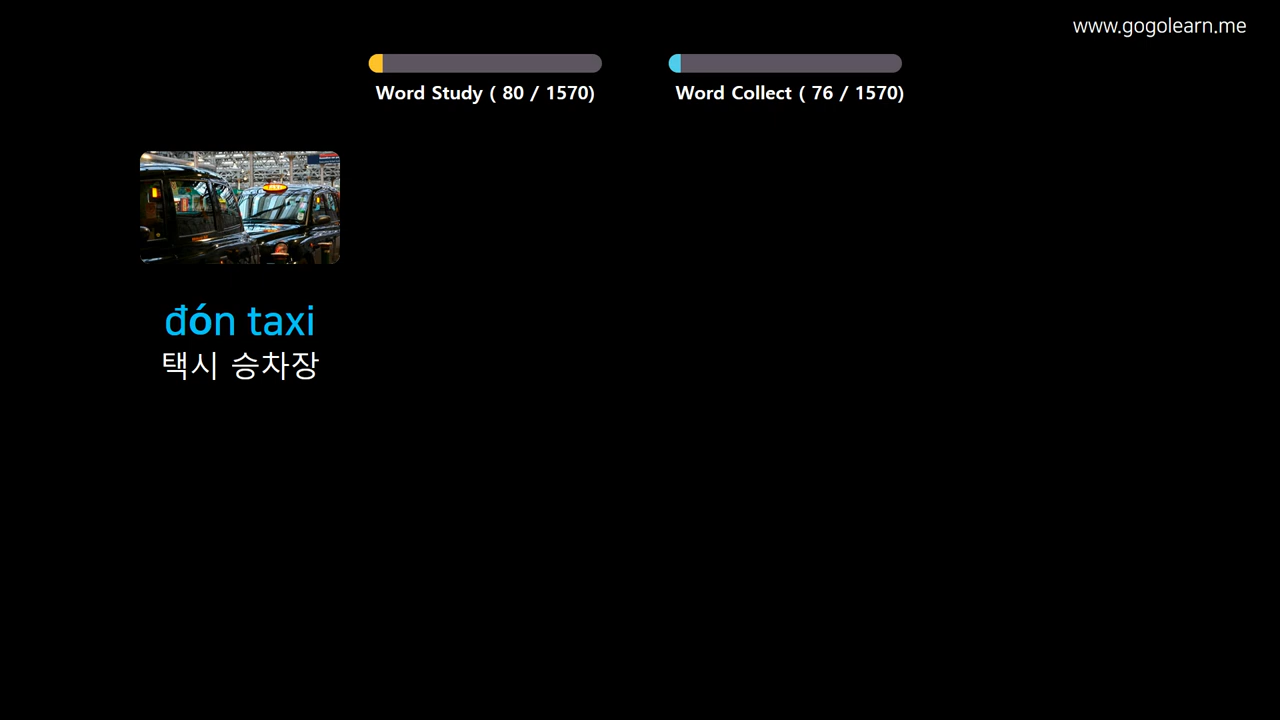 www.gogolearn.me
Word Study ( 80 / 1570)
Word Collect ( 76 / 1570)
đón taxi
택시 승차장